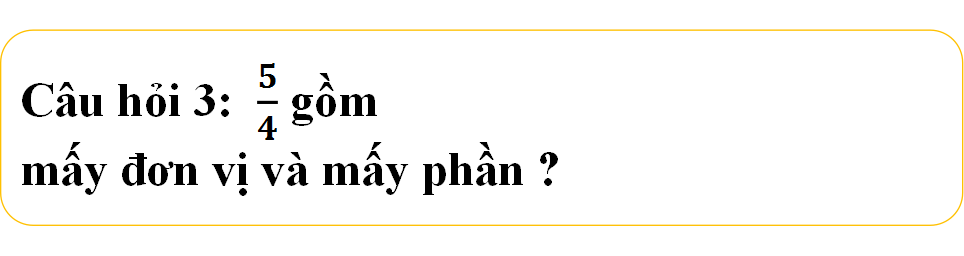 Câu hỏi 3: 5/4 gồm
mấy đơn vị và mấy phần ?